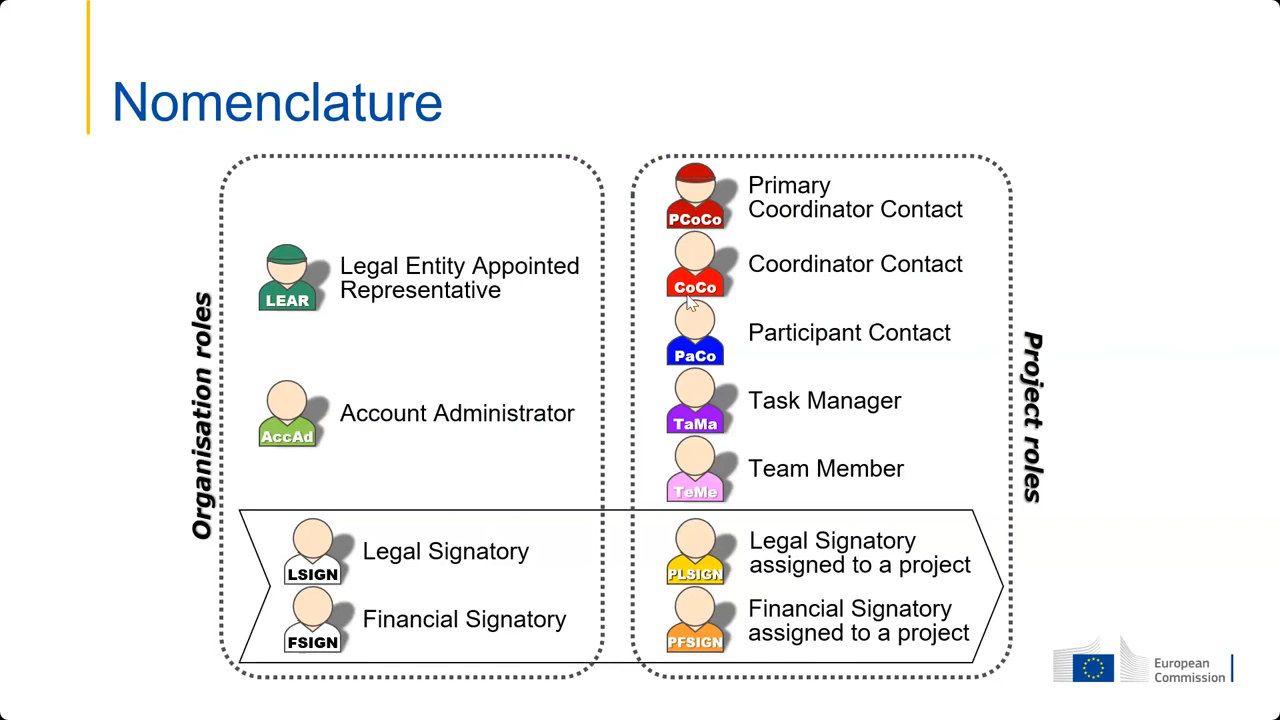 Nomenclature
Organisation roles
LEAR
Legal Entity Appointed
Representative
AccAd
Account Administrator
LSIGN
Legal Signatory
FSIGN
Financial Signatory
PCoCo
Primary
Coordinator Contact
CoCo
Coordinator Contact
PaCo
Participant Contact
TaMa
Task Manager
TeMe
Team Member
PLSIGN
Legal Signatory
assigned to a project
PFSIGN
Financial Signatory
assigned to a project
Project roles
European
Commission